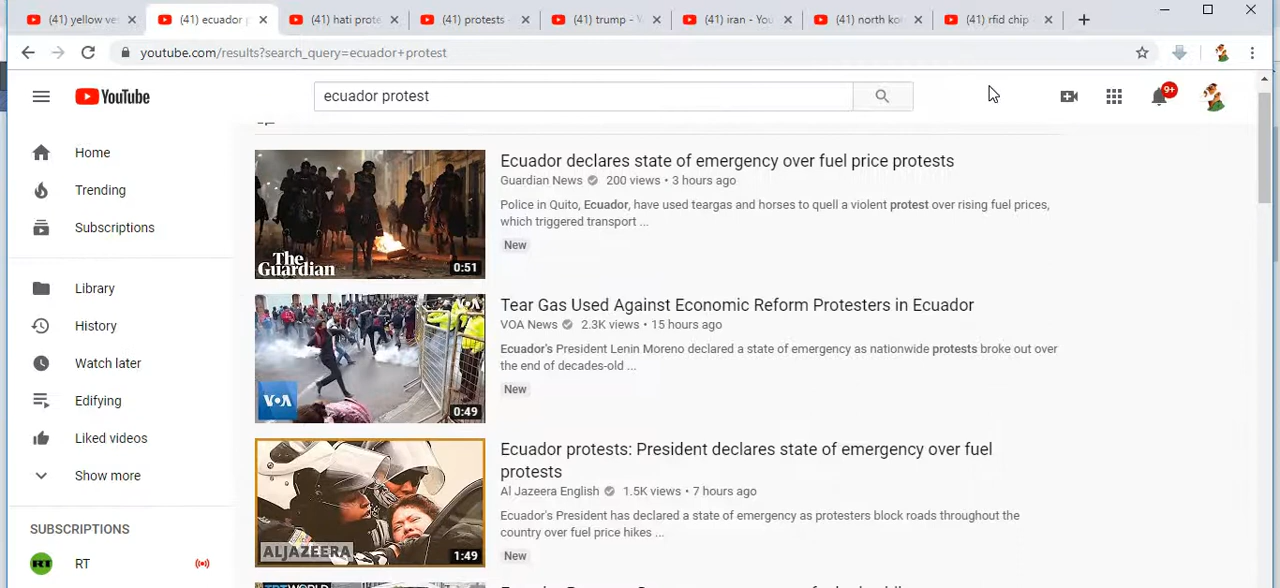 (41) yellow ve
(41) ecuador p
(41) hati prote
(41) protests -
(41) trump -
(41) iran - You
(41) north ko
(41) rfid chip
youtube.com/results?search_query=ecuador+protest
YouTube
ecuador protest
9+
Home
Trending
Subscriptions
Library
History
Watch later
Edifying
Liked videos
Show more
SUBSCRIPTIONS
RT
RT
The Guardian
0:51
Ecuador declares state of emergency over fuel price protests
Guardian News 200 views • 3 hours ago
Police in Quito, Ecuador, have used teargas and horses to quell a violent protest over rising fuel prices,
which triggered transport ...
New
VOA
0:49
Tear Gas Used Against Economic Reform Protesters in Ecuador
VOA News 2.3K views • 15 hours ago
Ecuador's President Lenin Moreno declared a state of emergency as nationwide protests broke out over
the end of decades-old ...
New
ALJAZEERA
1:49
Ecuador protests: President declares state of emergency over fuel
protests
Al Jazeera English 1.5K views • 7 hours ago
Ecuador's President has declared a state of emergency as protesters block roads throughout the
country over fuel price hikes ...
New